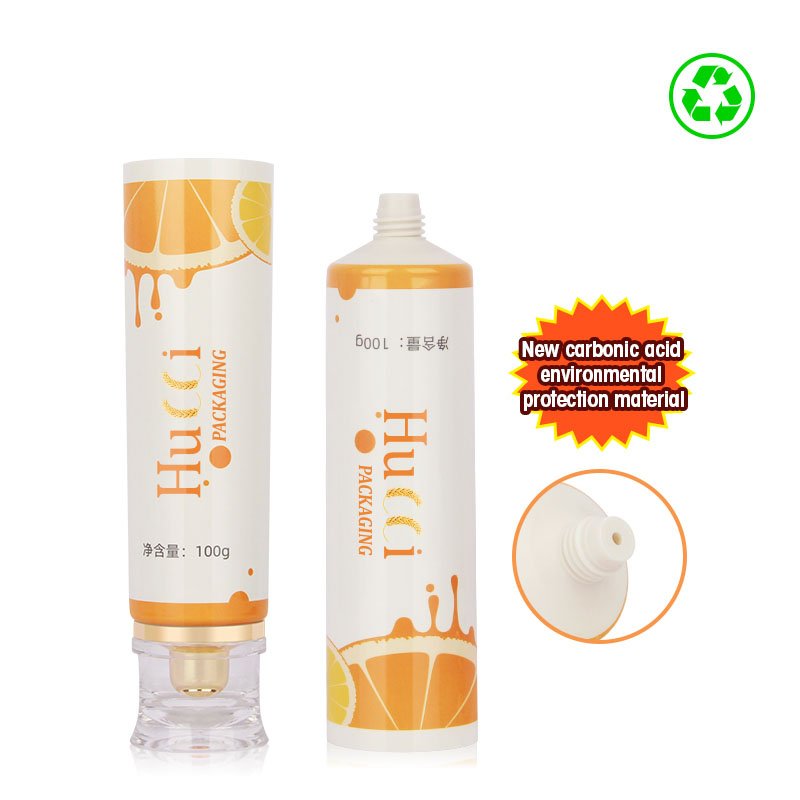 Hucci
PACKAGING
净含量：100g
净含量：100g
Hucci
PACKAGING
New carbonic acid
environmental
protection material